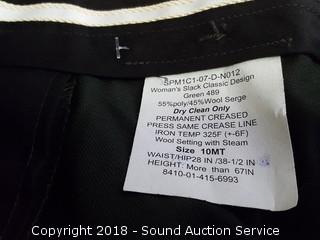 SPM1C1-07-D-N012
Woman's Slack Classic Design
Green 489
55%poly/45%Wool Serge
Dry Clean Only
PERMANENT CREASED
PRESS SAME CREASE LINE
IRON TEMP 325F (+-6F)
Wool Setting with Steam
Size 10MT
WAIST/HIP28 IN /38-1/2 IN
HEIGHT: More than 67IN
8410-01-415-6993
Copyright 2018 - Sound Auction Service